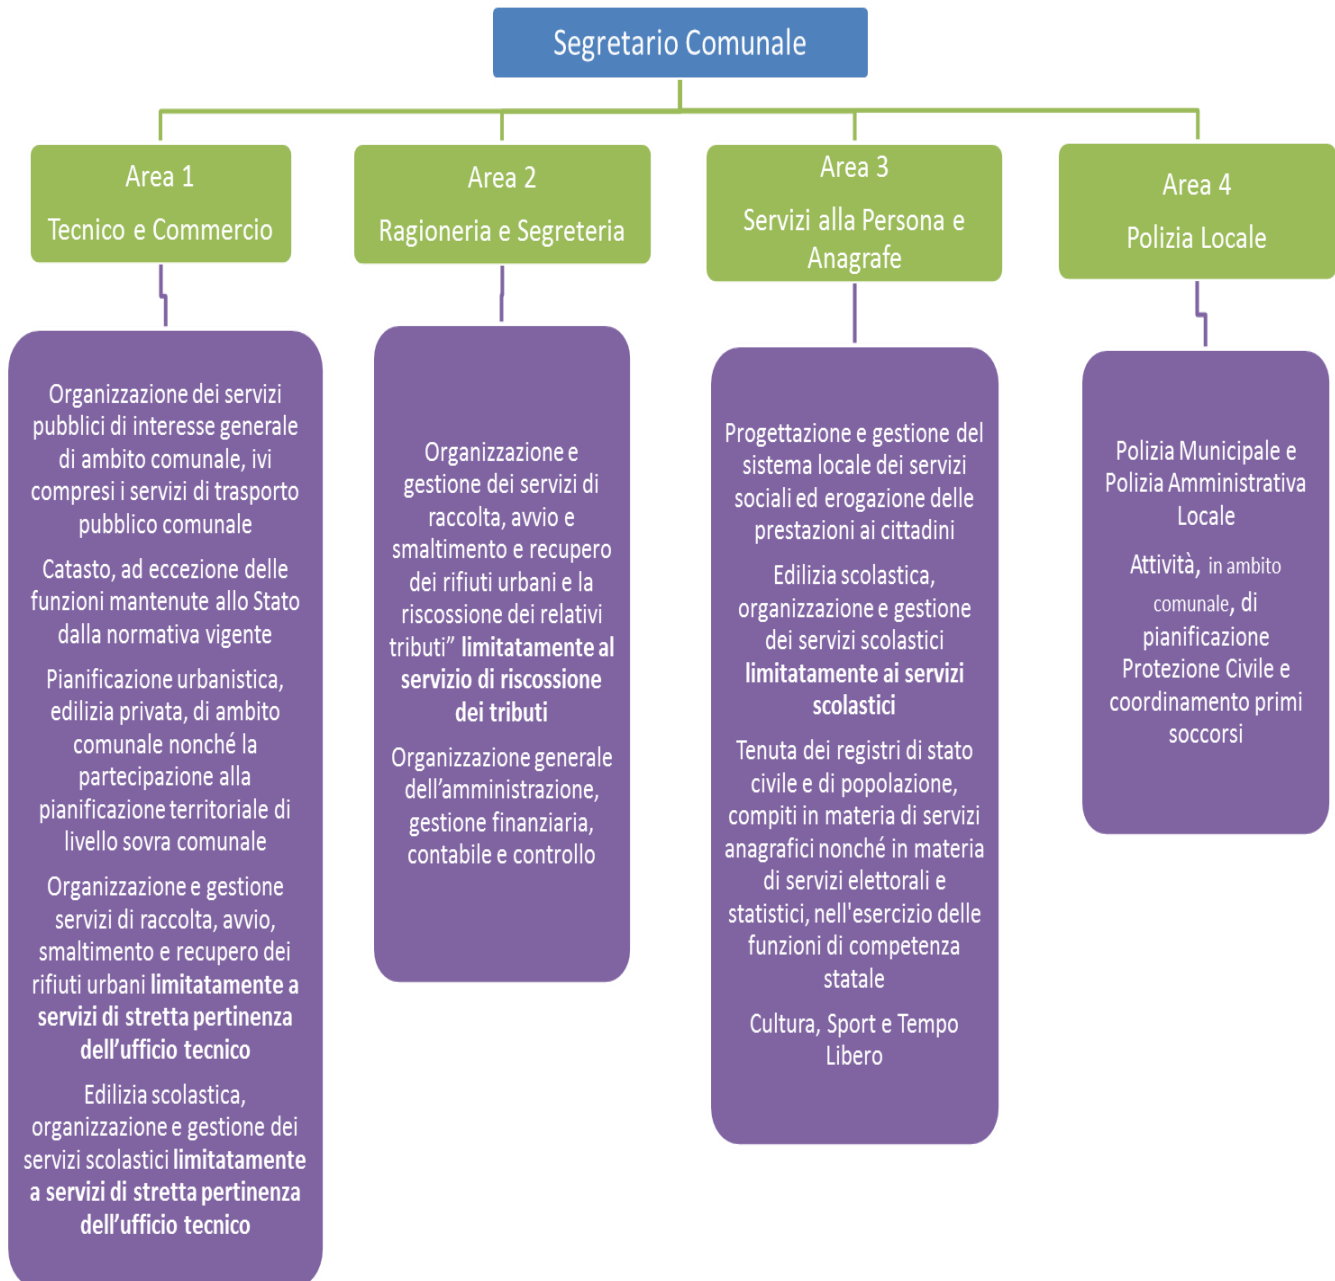 Segretario Comunale
Area 1
Tecnico e Commercio
Organizzazione dei servizi
pubblici di interesse generale
di ambito comunale, ivi
compresi i servizi di trasporto
pubblico comunale
Catasto, ad eccezione delle
funzioni mantenute allo Stato
dalla normativa vigente
Pianificazione urbanistica,
edilizia privata, di ambito
comunale nonché la
partecipazione alla
pianificazione territoriale di
livello sovra comunale
Organizzazione e gestione
servizi di raccolta, avvio,
smaltimento e recupero dei
rifiuti urbani limitatamente a
servizi di stretta pertinenza
dell’ufficio tecnico
Edilizia scolastica,
organizzazione e gestione dei
servizi scolastici limitatamente
a servizi di stretta pertinenza
dell’ufficio tecnico
Area 2
Ragioneria e Segreteria
Organizzazione e
gestione dei servizi di
raccolta, avvio e
smaltimento e recupero
dei rifiuti urbani e la
riscossione dei relativi
tributi” limitatamente al
servizio di riscossione
dei tributi
Organizzazione generale
dell’amministrazione,
gestione finanziaria,
contabile e controllo
Area 3
Servizi alla Persona e
Anagrafe
Progettazione e gestione del
sistema locale dei servizi
sociali ed erogazione delle
prestazioni ai cittadini
Edilizia scolastica,
organizzazione e gestione
dei servizi scolastici
limitatamente ai servizi
scolastici
Tenuta dei registri di stato
civile e di popolazione,
compiti in materia di servizi
anagrafici nonché in materia
di servizi elettorali e
statistici, nell'esercizio delle
funzioni di competenza
statale
Cultura, Sport e Tempo
Libero
Area 4
Polizia Locale
Polizia Municipale e
Polizia Amministrativa
Locale
Attività, in ambito
comunale, di
pianificazione
Protezione Civile e
coordinamento primi
soccorsi